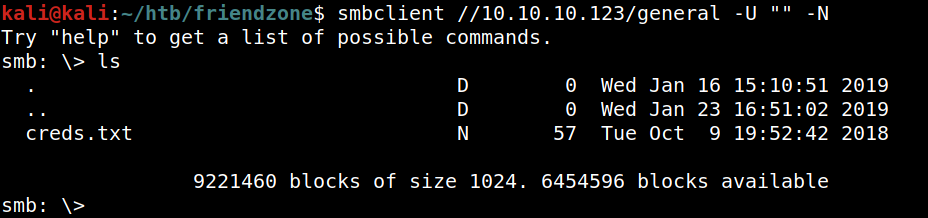 kali@kali:~/htb/friendzone$ smbclient //10.10.10.123/general -U "" -N
Try "help" to get a list of possible commands.
smb: \> ls
  .                                   D        0  Wed Jan 16 15:10:51 2019
  ..                                  D        0  Wed Jan 23 16:51:02 2019
  creds.txt                           N       57  Tue Oct  9 19:52:42 2018
                9221460 blocks of size 1024. 6454596 blocks available
smb: \>